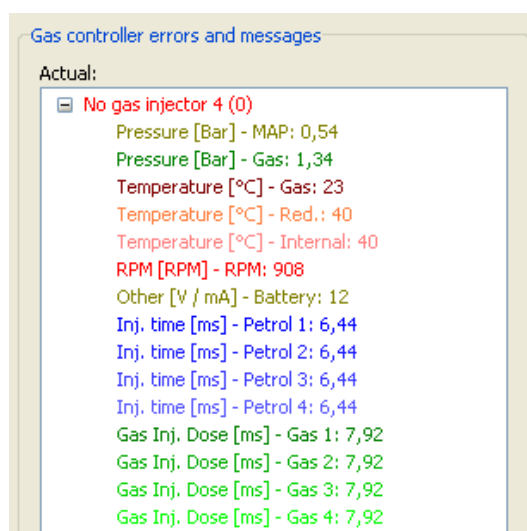 Gas controller errors and messages
Actual:
No gas injector 4 (0)
Pressure [Bar] - MAP: 0,54
Pressure [Bar] - Gas: 1,34
Temperature [°C] - Gas: 23
Temperature [°C] - Red.: 40
Temperature [°C] - Internal: 40
RPM [RPM] - RPM: 908
Other [V / mA] - Battery: 12
Inj. time [ms] - Petrol 1: 6,44
Inj. time [ms] - Petrol 2: 6,44
Inj. time [ms] - Petrol 3: 6,44
Inj. time [ms] - Petrol 4: 6,44
Gas Inj. Dose [ms] - Gas 1: 7,92
Gas Inj. Dose [ms] - Gas 2: 7,92
Gas Inj. Dose [ms] - Gas 3: 7,92
Gas Inj. Dose [ms] - Gas 4: 7,92